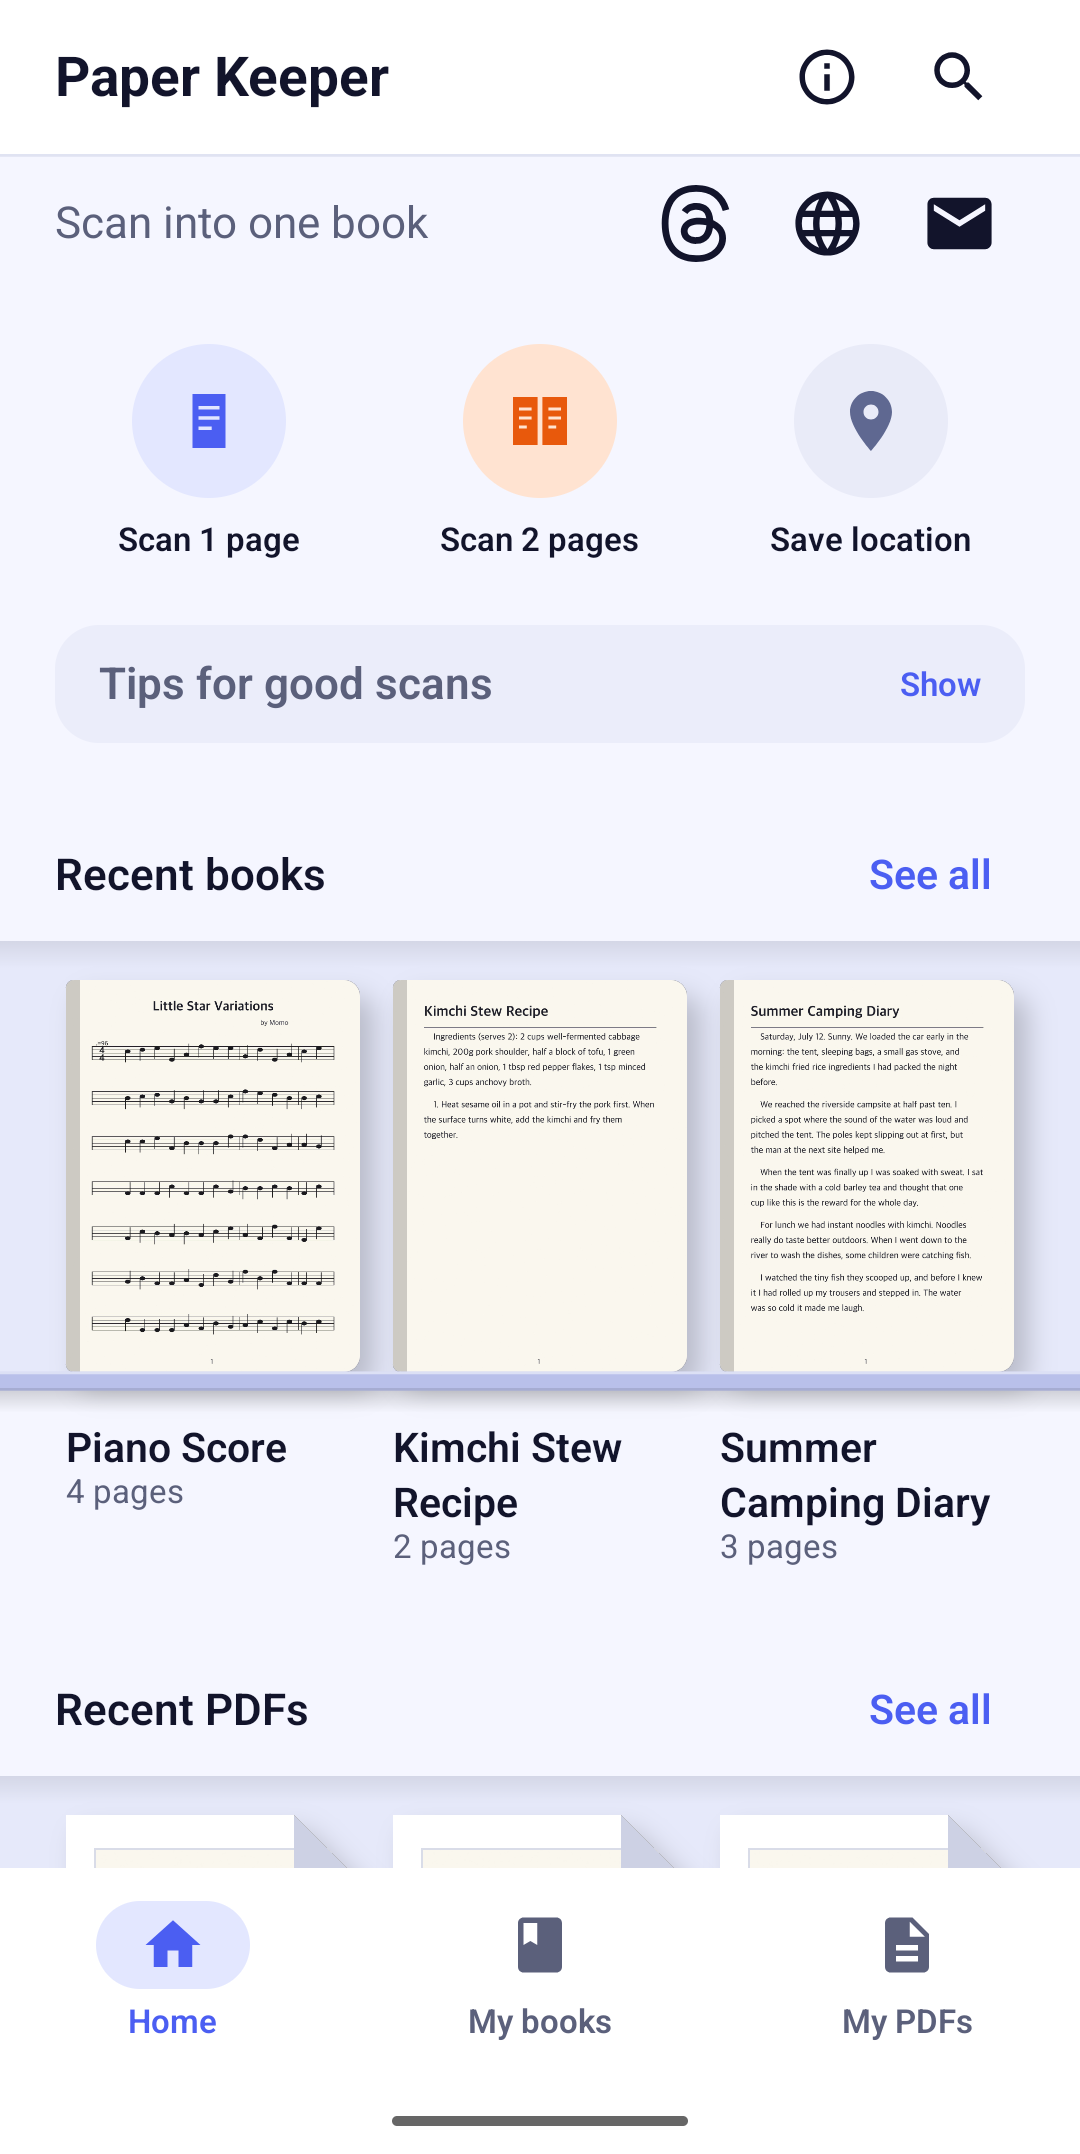 Paper Keeper
Scan into one book
Scan 1 page
Scan 2 pages
Save location
Tips for good scans
Show
Recent books
See all
Little Star Variations
by Momo
♩=96
4
4
1
Kimchi Stew Recipe
Ingredients (serves 2): 2 cups well-fermented cabbage
kimchi, 200g pork shoulder, half a block of tofu, 1 green
onion, half an onion, 1 tbsp red pepper flakes, 1 tsp minced
garlic, 3 cups anchovy broth.
1. Heat sesame oil in a pot and stir-fry the pork first. When
the surface turns white, add the kimchi and fry them
together.
1
Summer Camping Diary
Saturday, July 12. Sunny. We loaded the car early in the
morning: the tent, sleeping bags, a small gas stove, and
the kimchi fried rice ingredients I had packed the night
before.
We reached the riverside campsite at half past ten. I
picked a spot where the sound of the water was loud and
pitched the tent. The poles kept slipping out at first, but
the man at the next site helped me.
When the tent was finally up I was soaked with sweat. I sat
in the shade with a cold barley tea and thought that one
cup like this is the reward for the whole day.
For lunch we had instant noodles with kimchi. Noodles
really do taste better outdoors. When I went down to the
river to wash the dishes, some children were catching fish.
I watched the tiny fish they scooped up, and before I knew
it I had rolled up my trousers and stepped in. The water
was so cold it made me laugh.
1
Piano Score
4 pages
Kimchi Stew
Recipe
2 pages
Summer
Camping Diary
3 pages
Recent PDFs
See all
Home
My books
My PDFs